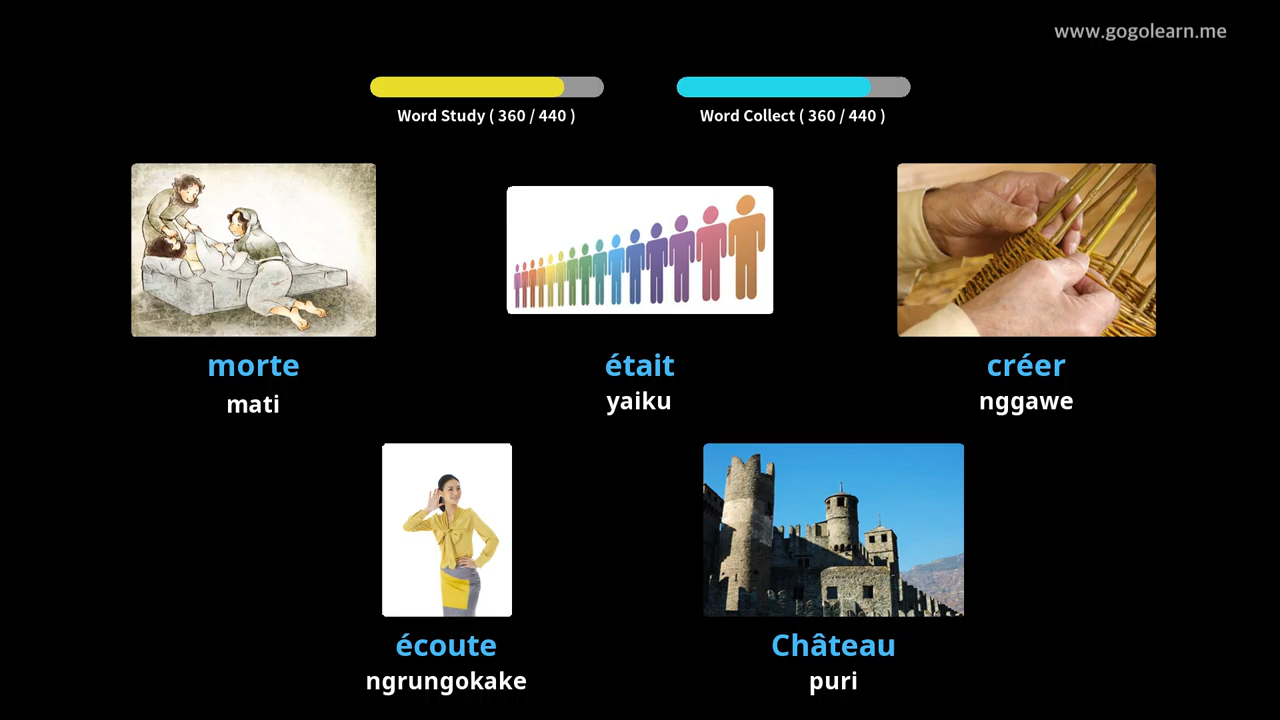 www.gogolearn.me
Word Study ( 360 / 440 )
Word Collect ( 360 / 440 )
morte
mati
était
yaiku
créer
nggawe
écoute
ngrungokake
Château
puri